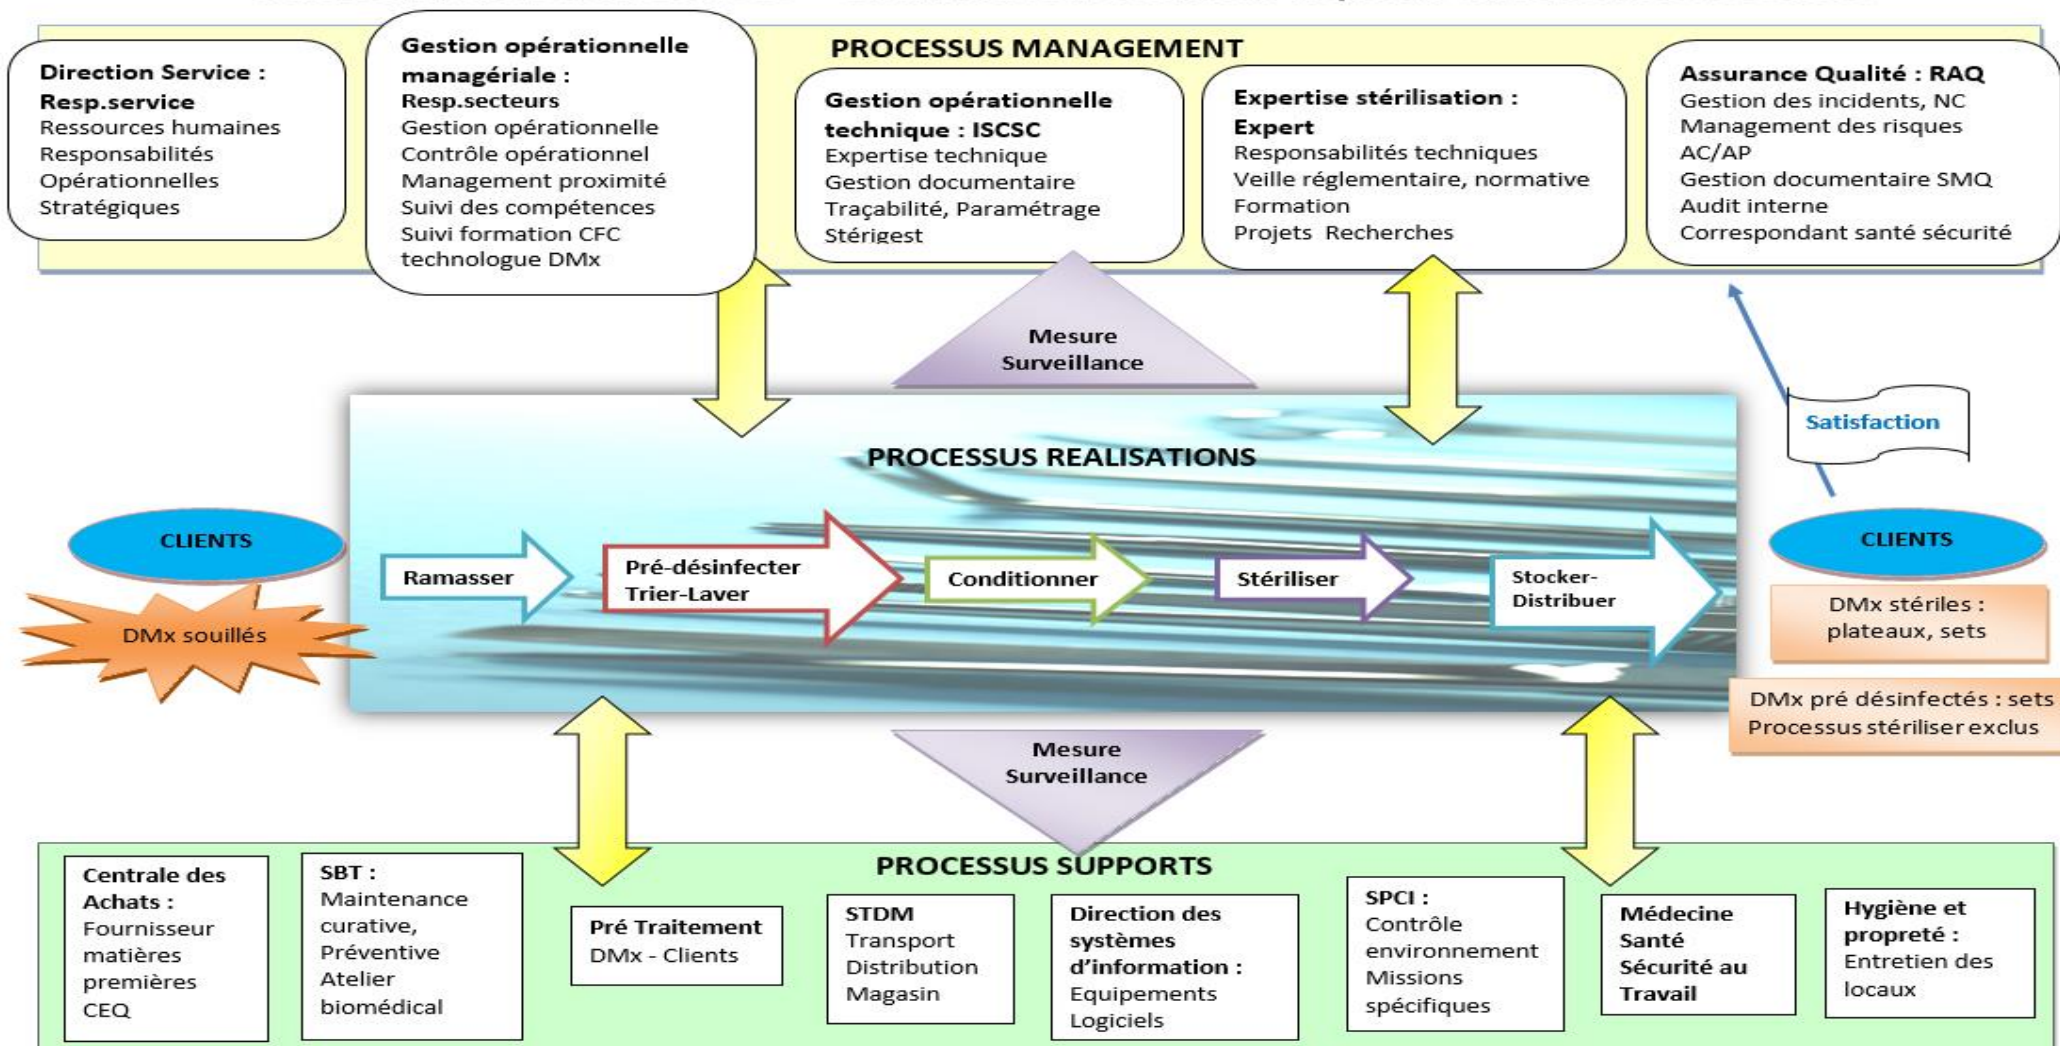 PROCESSUS MANAGEMENT
Direction Service :
Resp.service
Ressources humaines
Responsabilités
Opérationnelles
Stratégiques
Gestion opérationnelle
managériale :
Resp.secteurs
Gestion opérationnelle
Contrôle opérationnel
Management proximité
Suivi des compétences
Suivi formation CFC
technologue DMx
Gestion opérationnelle
technique : ISCSC
Expertise technique
Gestion documentaire
Traçabilité, Paramétrage
Stérigest
Expertise stérilisation :
Expert
Responsabilités techniques
Veille réglementaire, normative
Formation
Projets Recherches
Assurance Qualité : RAQ
Gestion des incidents, NC
Management des risques
AC/AP
Gestion documentaire SMQ
Audit interne
Correspondant santé sécurité
Mesure
Surveillance
Satisfaction
PROCESSUS REALISATIONS
CLIENTS
DMx souillés
Ramasser
Pré-désinfecter
Trier-Laver
Conditionner
Stériliser
Stocker-
Distribuer
CLIENTS
DMx stériles :
plateaux, sets
DMx pré désinfectés : sets
Processus stériliser exclus
Mesure
Surveillance
PROCESSUS SUPPORTS
Centrale des
Achats :
Fournisseur
matières
premières
CEQ
SBT :
Maintenance
curative,
Préventive
Atelier
biomédical
Pré Traitement
DMx - Clients
STDM
Transport
Distribution
Magasin
Direction des
systèmes
d'information :
Equipements
Logiciels
SPCI :
Contrôle
environnement
Missions
spécifiques
Médecine
Santé
Sécurité au
Travail
Hygiène et
propreté :
Entretien des
locaux